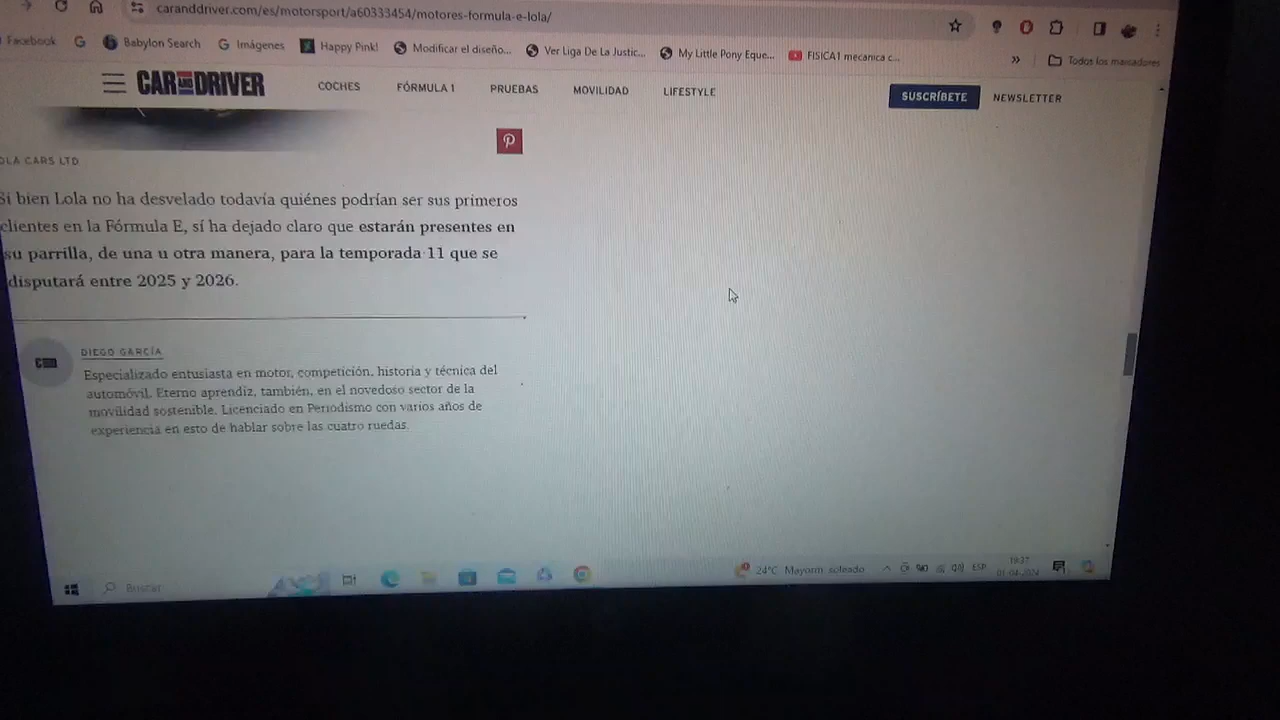 caranddriver.com/es/motorsport/a60333454/motores-formula-e-lola/
Facebook
Babylon Search
Imágenes
Happy Pink!
Modificar el diseño...
Ver Liga De La Justic...
My Little Pony Eque...
FISICA1 mecanica c...
»
Todos los marcadores
CAR AND DRIVER
COCHES
FÓRMULA 1
PRUEBAS
MOVILIDAD
LIFESTYLE
SUSCRÍBETE
NEWSLETTER
OLA CARS LTD
Si bien Lola no ha desvelado todavía quiénes podrían ser sus primeros
clientes en la Fórmula E, sí ha dejado claro que estarán presentes en
su parrilla, de una u otra manera, para la temporada 11 que se
disputará entre 2025 y 2026.
DIEGO GARCÍA
Especializado entusiasta en motor, competición, historia y técnica del
automóvil. Eterno aprendiz, también, en el novedoso sector de la
movilidad sostenible. Licenciado en Periodismo con varios años de
experiencia en esto de hablar sobre las cuatro ruedas.
Buscar
24°C Mayorm. soleado
ESP
01-04-2024